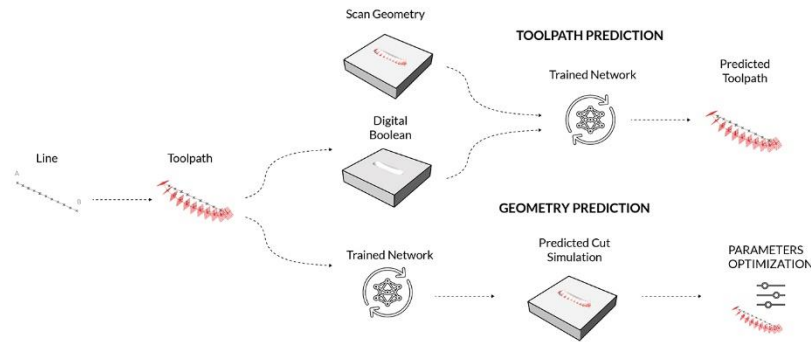 Scan Geometry
TOOLPATH PREDICTION
Trained Network
Predicted
Toolpath
Digital
Boolean
Line
Toolpath
A
B
GEOMETRY PREDICTION
Trained Network
Predicted Cut
Simulation
PARAMETERS
OPTIMIZATION